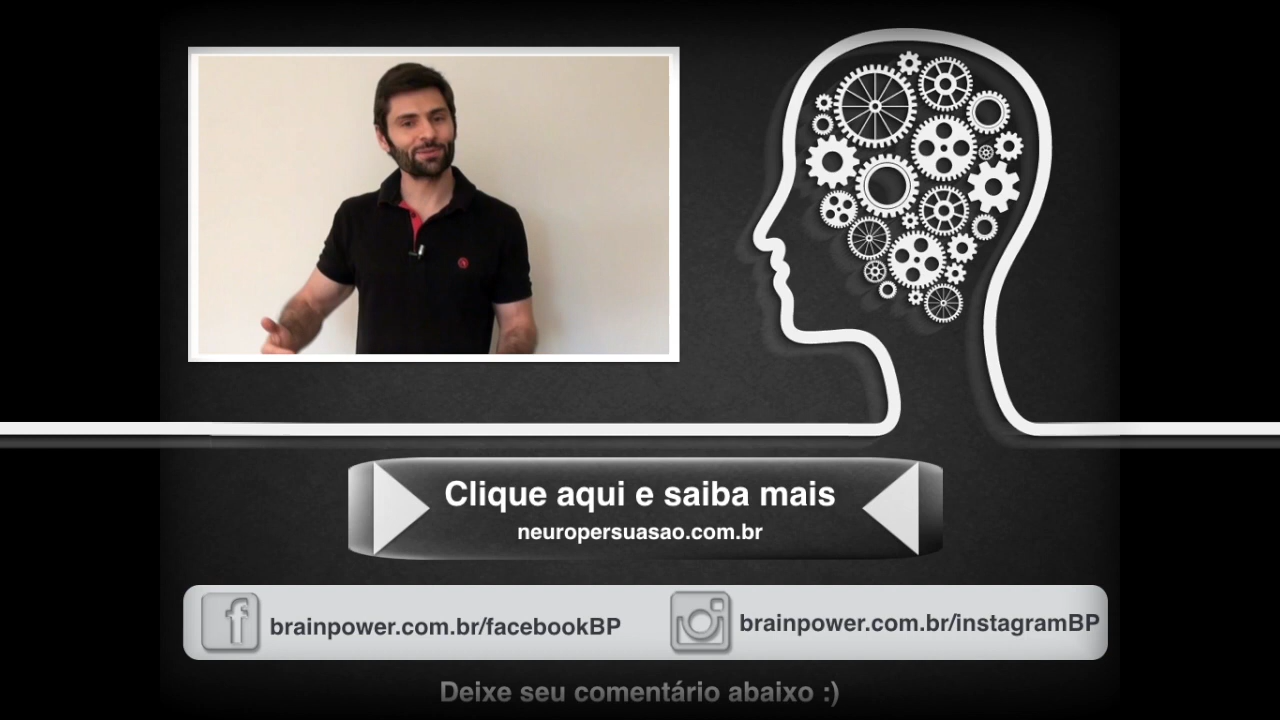 Clique aqui e saiba mais
neuropersuasao.com.br
brainpower.com.br/facebookBP
brainpower.com.br/instagramBP
Deixe seu comentário abaixo :)